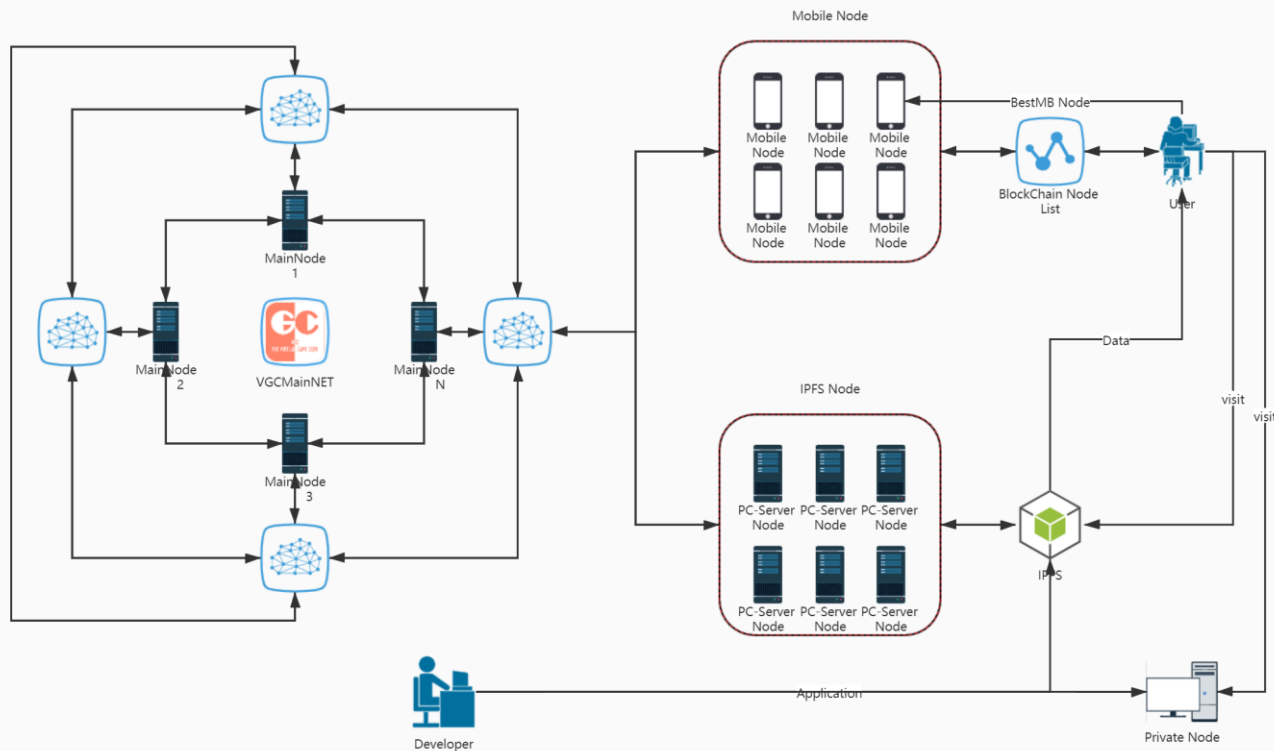 Mobile Node
BestMB Node
Mobile
Node
Mobile
Node
Mobile
Node
BlockChain Node
List
User
Mobile
Node
Mobile
Node
Mobile
Node
MainNode
1
GC
MainNode
2
VGCMainNET
MainNode
N
Data
IPFS Node
visit
visit
MainNode
3
PC-Server
Node
PC-Server
Node
PC-Server
Node
IPFS
PC-Server
Node
PC-Server
Node
PC-Server
Node
Application
Developer
Private Node